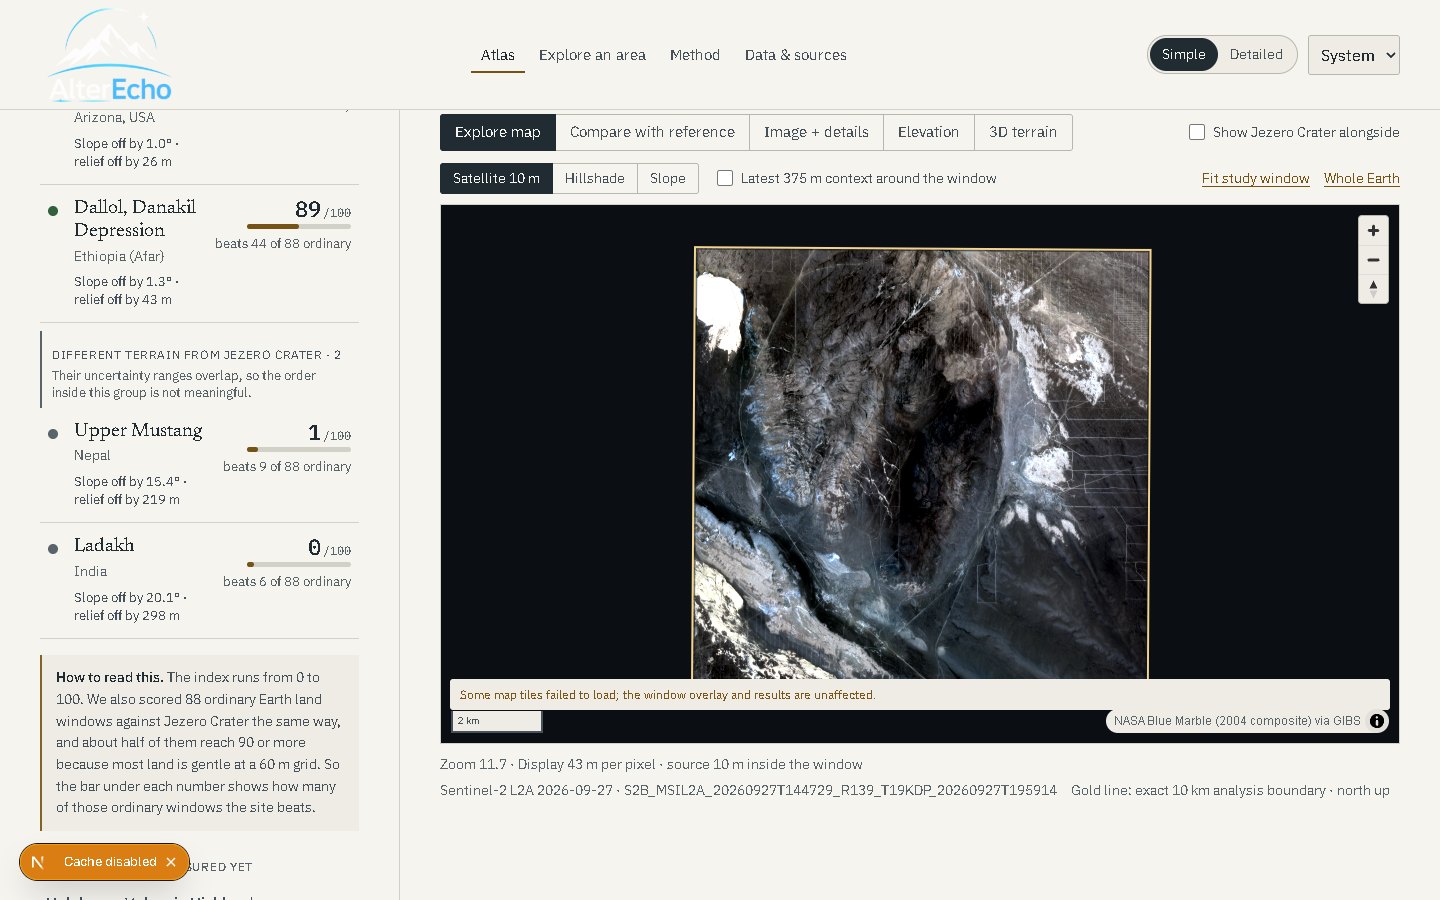 AlterEcho
Atlas
Explore an area
Method
Data & sources
Simple
Detailed
System
Arizona, USA
Slope off by 1.0° ·
relief off by 26 m
Dallol, Danakil
Depression
89 /100
beats 44 of 88 ordinary
Ethiopia (Afar)
Slope off by 1.3° ·
relief off by 43 m
DIFFERENT TERRAIN FROM JEZERO CRATER · 2
Their uncertainty ranges overlap, so the order
inside this group is not meaningful.
Upper Mustang
1 /100
Nepal
beats 9 of 88 ordinary
Slope off by 15.4° ·
relief off by 219 m
Ladakh
0 /100
India
beats 6 of 88 ordinary
Slope off by 20.1° ·
relief off by 298 m
How to read this. The index runs from 0 to
100. We also scored 88 ordinary Earth land
windows against Jezero Crater the same way,
and about half of them reach 90 or more
because most land is gentle at a 60 m grid. So
the bar under each number shows how many
of those ordinary windows the site beats.
Cache disabled
YET
Explore map
Compare with reference
Image + details
Elevation
3D terrain
Show Jezero Crater alongside
Satellite 10 m
Hillshade
Slope
Latest 375 m context around the window
Fit study window
Whole Earth
Some map tiles failed to load; the window overlay and results are unaffected.
2 km
NASA Blue Marble (2004 composite) via GIBS
Zoom 11.7 · Display 43 m per pixel · source 10 m inside the window
Sentinel-2 L2A 2026-09-27 · S2B_MSIL2A_20260927T144729_R139_T19KDP_20260927T195914
Gold line: exact 10 km analysis boundary · north up